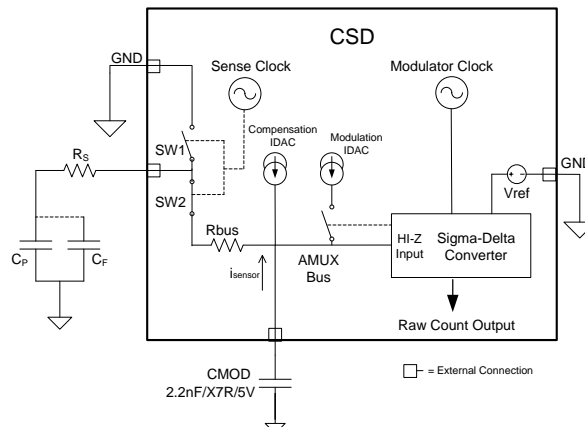 CSD
GND
Sense Clock
Modulator Clock
Compensation
IDAC
Modulation
IDAC
GND
RS
SW1
SW2
Vref
Rbus
HI-Z
Input
Sigma-Delta
Converter
CP
CF
isensor
AMUX
Bus
Raw Count Output
CMOD
2.2nF/X7R/5V
= External Connection